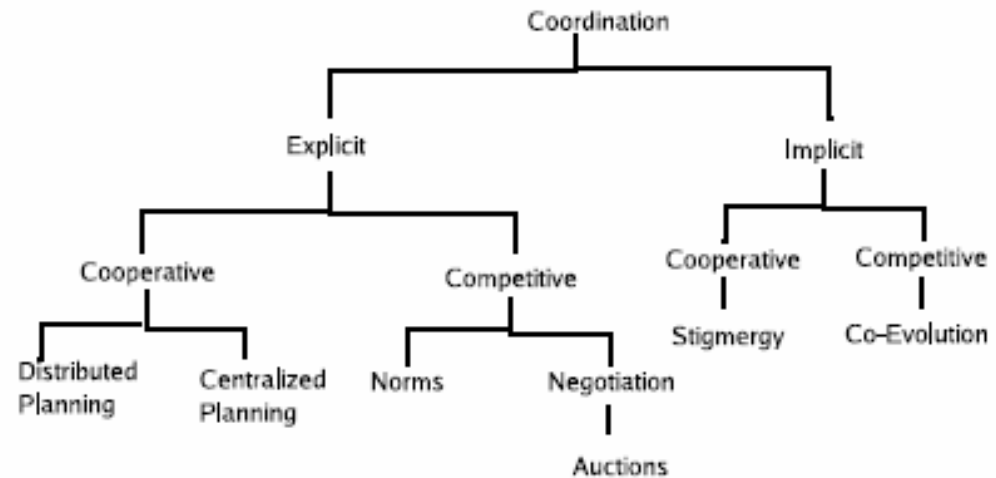 Coordination
Explicit
Implicit
Cooperative
Competitive
Cooperative
Competitive
Distributed
Planning
Centralized
Planning
Norms
Negotiation
Stigmergy
Co-Evolution
Auctions